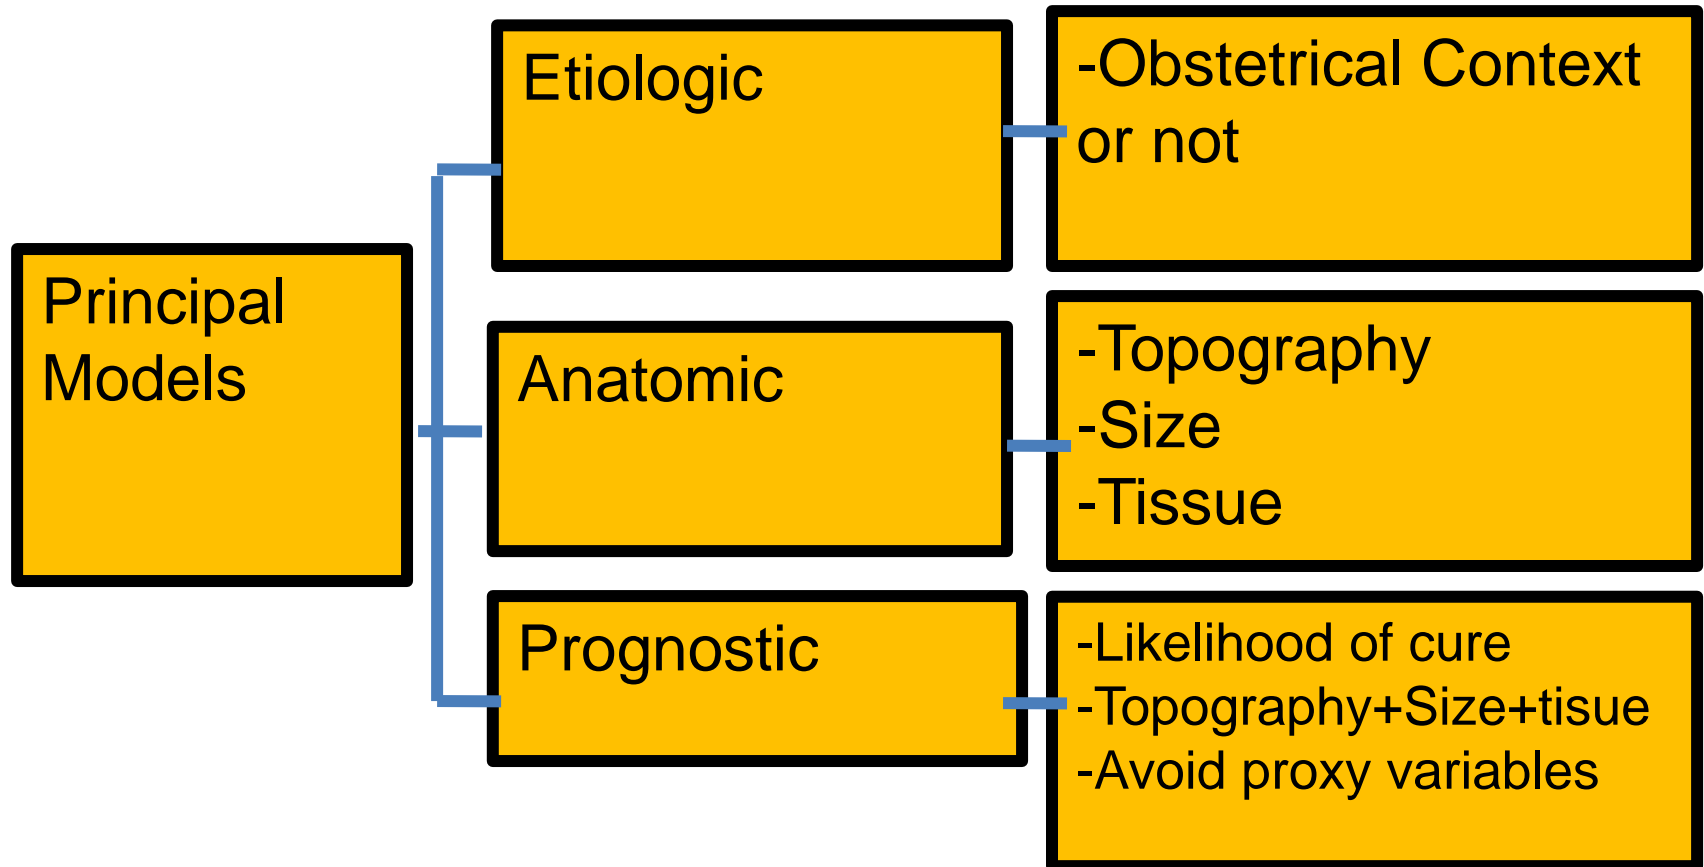 Principal
Models
Etiologic
-Obstetrical Context
or not
Anatomic
-Topography
-Size
-Tissue
Prognostic
-Likelihood of cure
-Topography+Size+tisue
-Avoid proxy variables